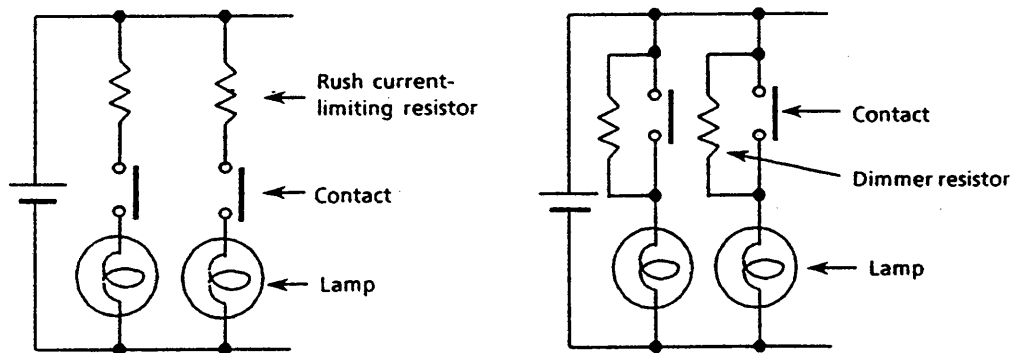 Rush current-
limiting resistor
Contact
Lamp
Contact
Dimmer resistor
Lamp